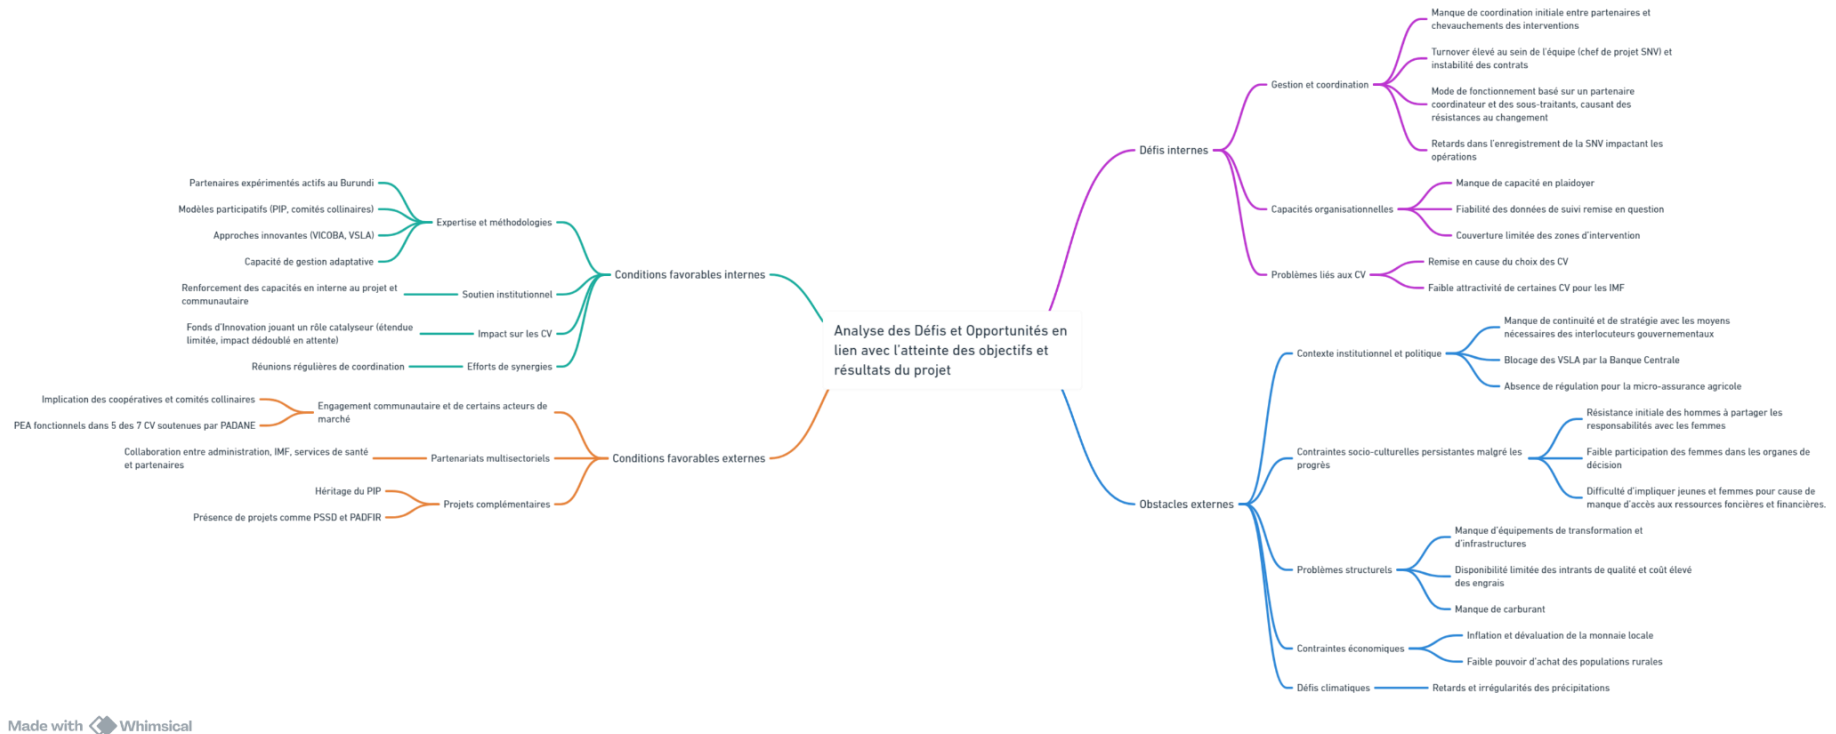 Analyse des Défis et Opportunités en
lien avec l'atteinte des objectifs et
résultats du projet
Défis internes
Gestion et coordination
Manque de coordination initiale entre partenaires et
chevauchements des interventions
Turnover élevé au sein de l'équipe (chef de projet SNV) et
instabilité des contrats
Mode de fonctionnement basé sur un partenaire
coordinateur et des sous-traitants, causant des
résistances au changement
Retards dans l'enregistrement de la SNV impactant les
opérations
Capacités organisationnelles
Manque de capacité en plaidoyer
Fiabilité des données de suivi remise en question
Couverture limitée des zones d'intervention
Problèmes liés aux CV
Remise en cause du choix des CV
Faible attractivité de certaines CV pour les IMF
Obstacles externes
Contexte institutionnel et politique
Manque de continuité et de stratégie avec les moyens
nécessaires des interlocuteurs gouvernementaux
Blocage des VSLA par la Banque Centrale
Absence de régulation pour la micro-assurance agricole
Contraintes socio-culturelles persistantes malgré les
progrès
Résistance initiale des hommes à partager les
responsabilités avec les femmes
Faible participation des femmes dans les organes de
décision
Difficulté d'impliquer jeunes et femmes pour cause de
manque d'accès aux ressources foncières et financières.
Problèmes structurels
Manque d'équipements de transformation et
d'infrastructures
Disponibilité limitée des intrants de qualité et coût élevé
des engrais
Manque de carburant
Contraintes économiques
Inflation et dévaluation de la monnaie locale
Faible pouvoir d'achat des populations rurales
Défis climatiques
Retards et irrégularités des précipitations
Conditions favorables internes
Expertise et méthodologies
Partenaires expérimentés actifs au Burundi
Modèles participatifs (PIP, comités collinaires)
Approches innovantes (VICOBA, VSLA)
Capacité de gestion adaptative
Soutien institutionnel
Renforcement des capacités en interne au projet et
communautaire
Impact sur les CV
Fonds d'Innovation jouant un rôle catalyseur (étendue
limitée, impact dédoublé en attente)
Efforts de synergies
Réunions régulières de coordination
Conditions favorables externes
Engagement communautaire et de certains acteurs de
marché
Implication des coopératives et comités collinaires
PEA fonctionnels dans 5 des 7 CV soutenues par PADANE
Partenariats multisectoriels
Collaboration entre administration, IMF, services de santé
et partenaires
Projets complémentaires
Héritage du PIP
Présence de projets comme PSSD et PADFIR
Made with Whimsical